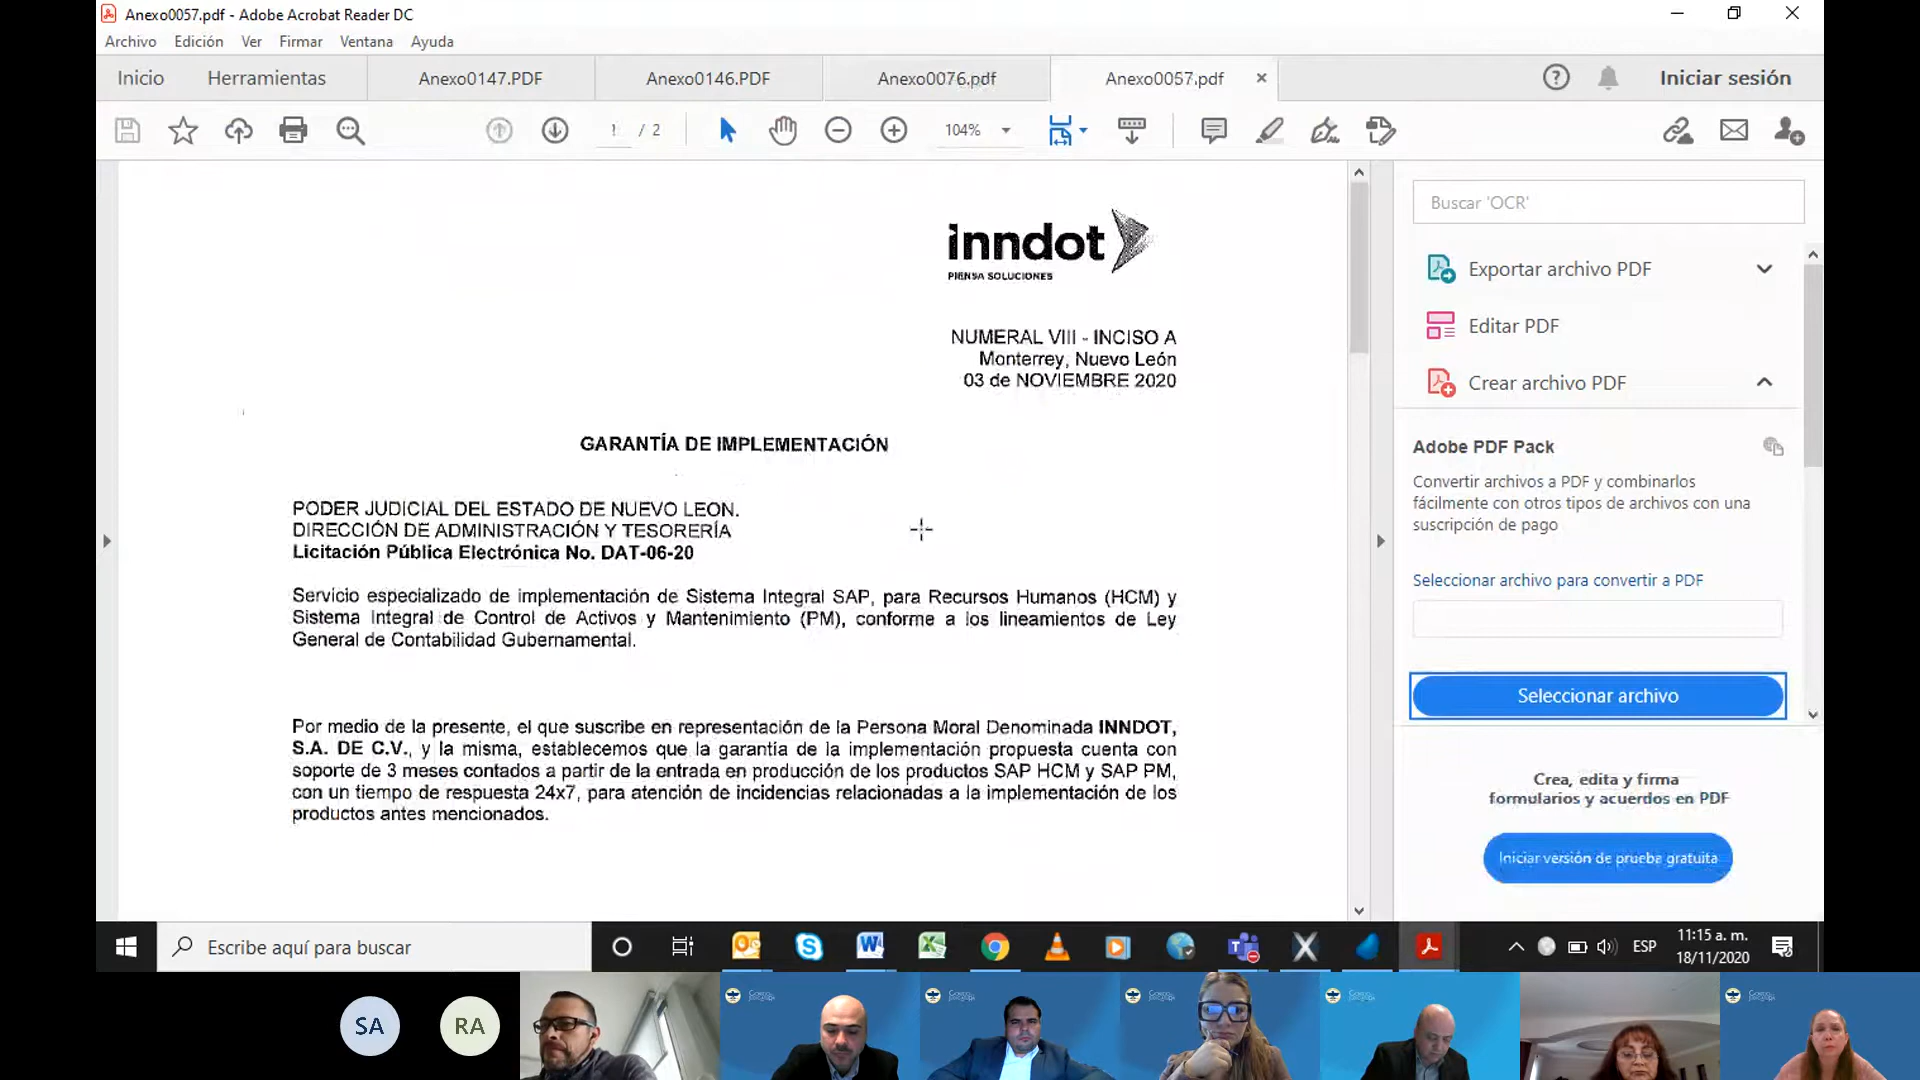 Anexo0057.pdf - Adobe Acrobat Reader DC
Archivo Edición Ver Firmar Ventana Ayuda
Inicio Herramientas Anexo0147.PDF Anexo0146.PDF Anexo0076.pdf Anexo0057.pdf Iniciar sesión
1 / 2 104%
inndot
PIENSA SOLUCIONES
NUMERAL VIII - INCISO A
Monterrey, Nuevo León
03 de NOVIEMBRE 2020
GARANTÍA DE IMPLEMENTACIÓN
PODER JUDICIAL DEL ESTADO DE NUEVO LEON.
DIRECCIÓN DE ADMINISTRACIÓN Y TESORERÍA
Licitación Pública Electrónica No. DAT-06-20
Servicio especializado de implementación de Sistema Integral SAP, para Recursos Humanos (HCM) y
Sistema Integral de Control de Activos y Mantenimiento (PM), conforme a los lineamientos de Ley
General de Contabilidad Gubernamental.
Por medio de la presente, el que suscribe en representación de la Persona Moral Denominada INNDOT,
S.A. DE C.V., y la misma, establecemos que la garantía de la implementación propuesta cuenta con
soporte de 3 meses contados a partir de la entrada en producción de los productos SAP HCM y SAP PM,
con un tiempo de respuesta 24x7, para atención de incidencias relacionadas a la implementación de los
productos antes mencionados.
Buscar 'OCR'
Exportar archivo PDF
Editar PDF
Crear archivo PDF
Adobe PDF Pack
Convertir archivos a PDF y combinarlos
fácilmente con otros tipos de archivos con una
suscripción de pago
Seleccionar archivo para convertir a PDF
Seleccionar archivo
Crea, edita y firma
formularios y acuerdos en PDF
Iniciar versión de prueba gratuita
Escribe aquí para buscar
ESP
11:15 a. m.
18/11/2020
SA
RA